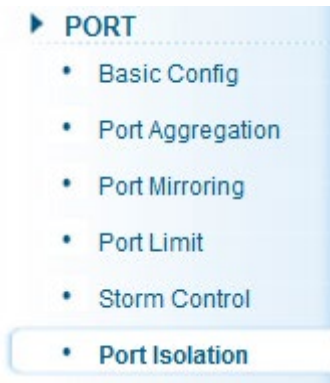 PORT
Basic Config
Port Aggregation
Port Mirroring
Port Limit
Storm Control
Port Isolation